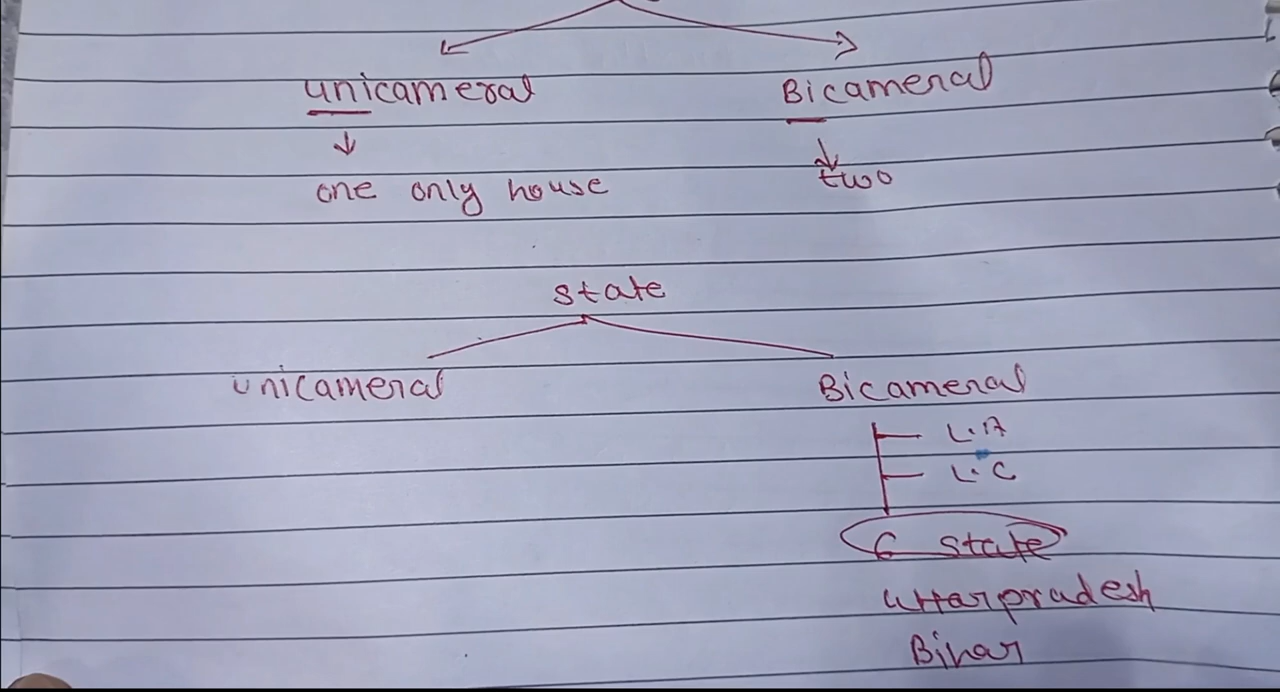 unicameral Bicameral
one only house two
state
unicameral Bicameral
L.A
L.C
6 state
uttarpradesh
Bihar